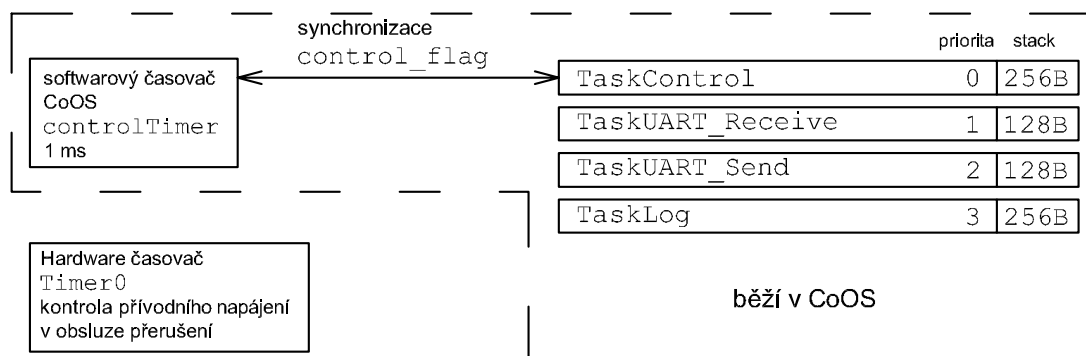 synchronizace
control_flag
priorita stack
softwarový časovač
CoOS
controlTimer
1 ms
TaskControl 0 256B
TaskUART_Receive 1 128B
TaskUART_Send 2 128B
TaskLog 3 256B
Hardware časovač
Timer0
kontrola přívodního napájení
v obsluze přerušení
běží v CoOS